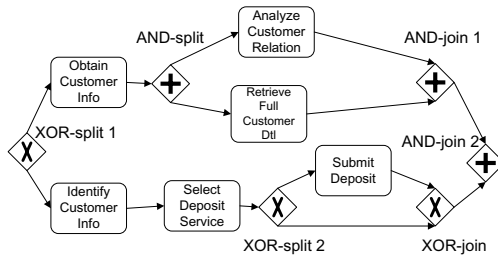 Analyze
Customer
Relation
AND-split
AND-join 1
Obtain
Customer
Info
Retrieve
Full
Customer
Dtl
XOR-split 1
AND-join 2
Identify
Customer
Info
Select
Deposit
Service
Submit
Deposit
XOR-split 2
XOR-join